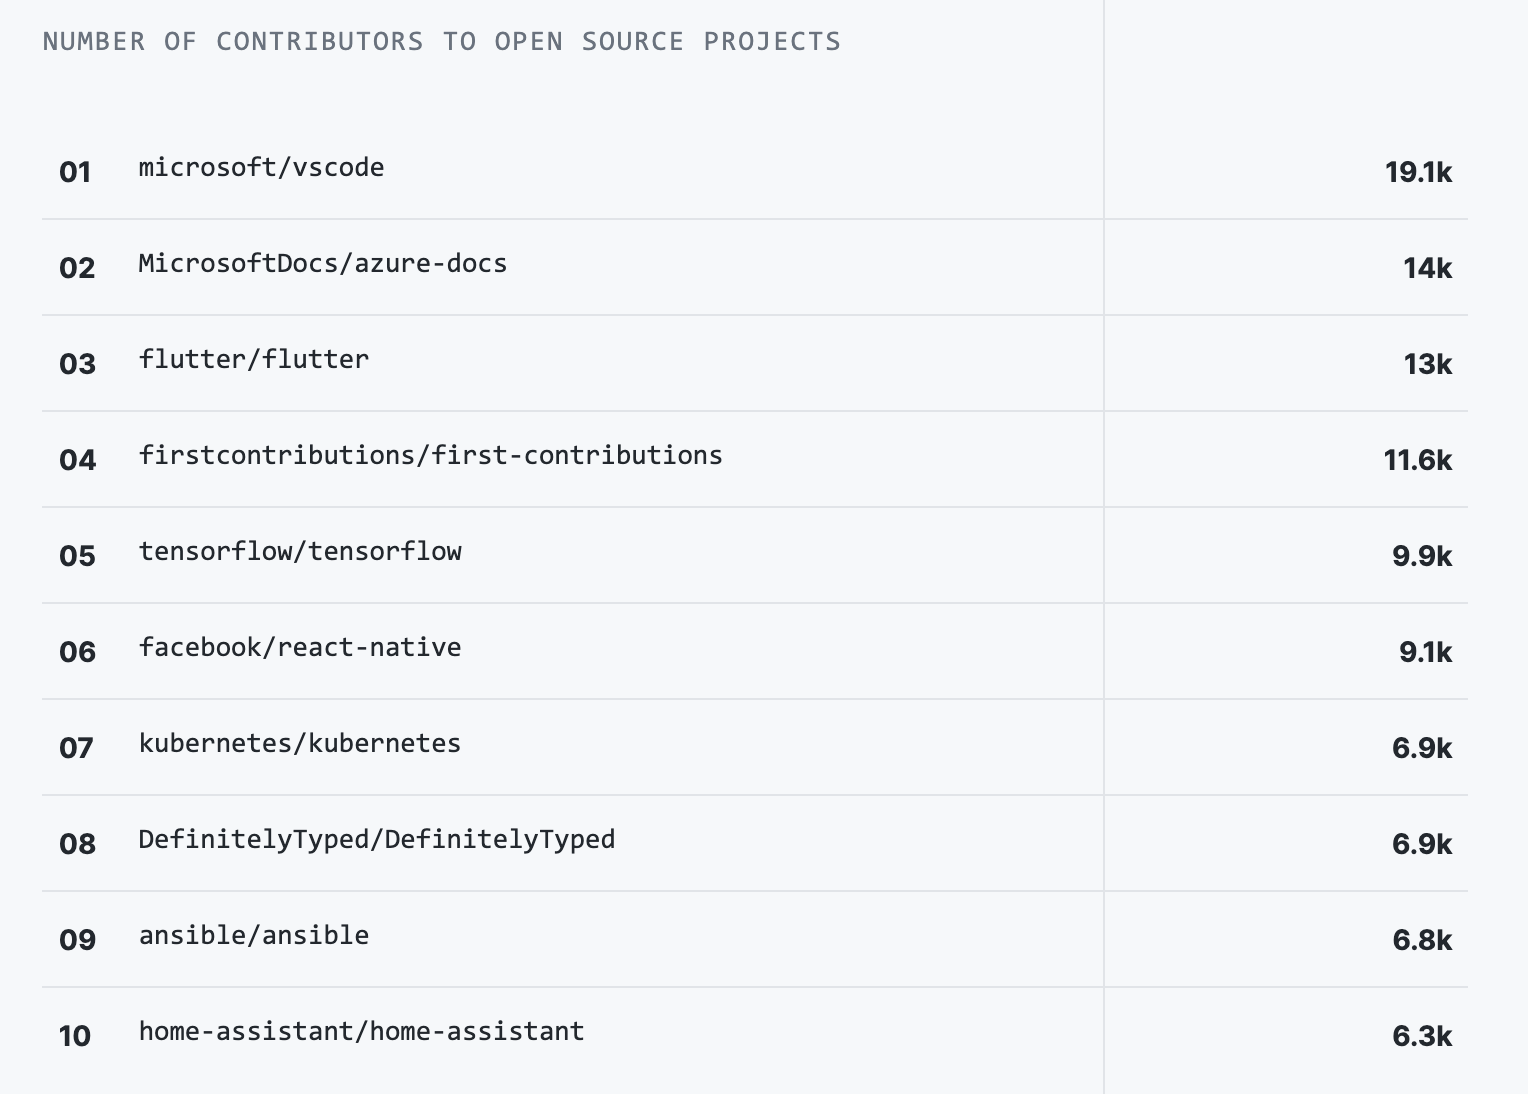 NUMBER OF CONTRIBUTORS TO OPEN SOURCE PROJECTS
01 microsoft/vscode 19.1k
02 MicrosoftDocs/azure-docs 14k
03 flutter/flutter 13k
04 firstcontributions/first-contributions 11.6k
05 tensorflow/tensorflow 9.9k
06 facebook/react-native 9.1k
07 kubernetes/kubernetes 6.9k
08 DefinitelyTyped/DefinitelyTyped 6.9k
09 ansible/ansible 6.8k
10 home-assistant/home-assistant 6.3k